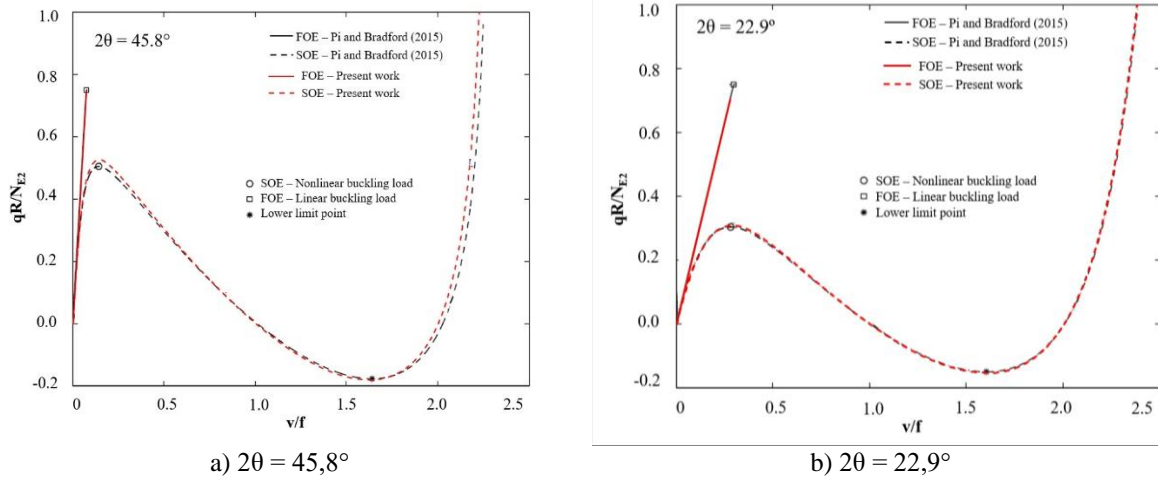 1.0
0.8
0.6
0.4
0.2
0.0
-0.2
qR/N_E2
2θ = 45.8°
FOE – Pi and Bradford (2015)
SOE – Pi and Bradford (2015)
FOE – Present work
SOE – Present work
SOE – Nonlinear buckling load
FOE – Linear buckling load
Lower limit point
0 0.5 1.0 1.5 2.0 2.5
v/f
a) 2θ = 45,8°
1.0
0.8
0.6
0.4
0.2
0.0
-0.2
qR/N_E2
2θ = 22.9º
FOE – Pi and Bradford (2015)
SOE – Pi and Bradford (2015)
FOE – Present work
SOE – Present work
SOE – Nonlinear buckling load
FOE – Linear buckling load
Lower limit point
0 0.5 1.0 1.5 2.0 2.5
v/f
b) 2θ = 22,9°